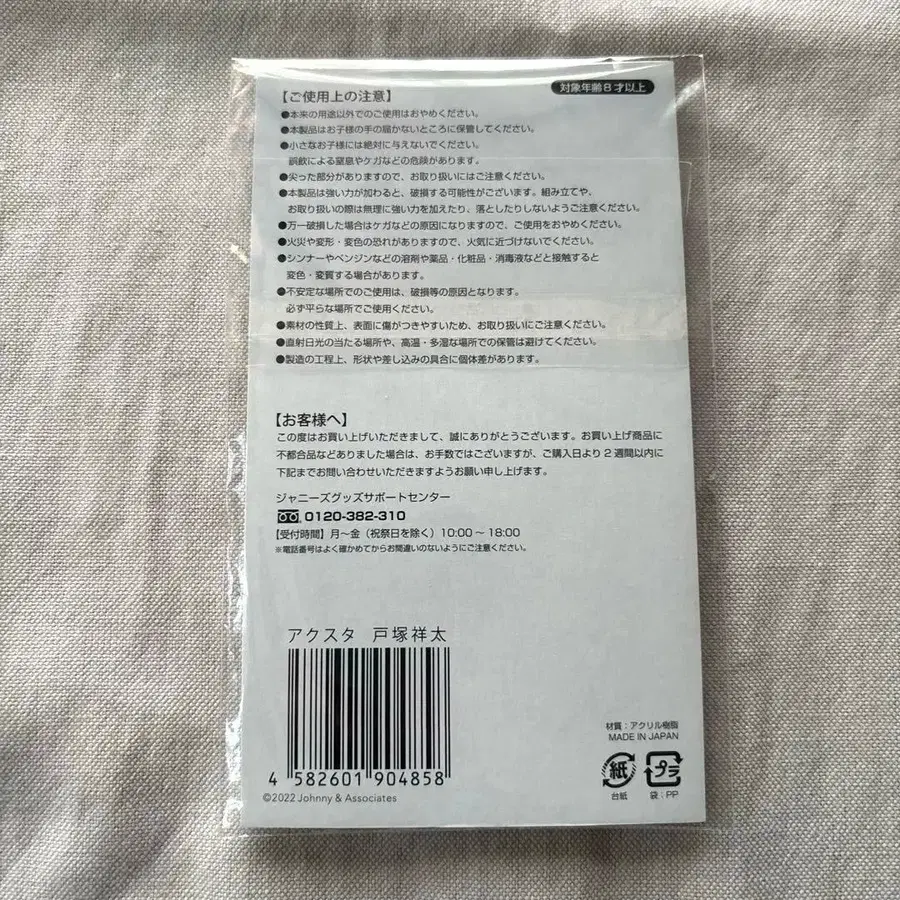 対象年齢8才以上
【ご使用上の注意】
●本来の用途以外でのご使用はおやめください。
●本製品はお子様の手の届かないところに保管してください。
●小さなお子様には絶対に与えないでください。
誤飲による窒息やケガなどの危険があります。
●尖った部分がありますので、お取り扱いにはご注意ください。
●本製品は強い力が加わると、破損する可能性がございます。組み立てや、
お取り扱いの際は無理に強い力を加えたり、落としたりしないようご注意ください。
●万一破損した場合はケガなどの原因になりますので、ご使用をおやめください。
●火災や変形・変色の恐れがありますので、火気に近づけないでください。
●シンナーやベンジンなどの溶剤や薬品・化粧品・消毒液などと接触すると
変色・変質する場合があります。
●不安定な場所でのご使用は、破損等の原因となります。
必ず平らな場所でご使用ください。
●素材の性質上、表面に傷がつきやすいため、お取り扱いにご注意ください。
●直射日光の当たる場所や、高温・多湿な場所での保管は避けてください。
●製造の工程上、形状や差し込みの具合に個体差があります。
【お客様へ】
この度はお買い上げいただきまして、誠にありがとうございます。お買い上げ商品に
不都合品などありました場合は、お手数ではございますが、ご購入日より2週間以内に
下記までお問い合わせいただきますようお願い申し上げます。
ジャニーズグッズサポートセンター
0120-382-310
【受付時間】月～金（祝祭日を除く）10:00～18:00
※電話番号はよく確かめてからお間違いのないようにご注意ください。
アクスタ 戸塚祥太
4 582601 904858
©2022 Johnny & Associates
材質：アクリル樹脂
MADE IN JAPAN
紙 プラ
台紙 袋：PP